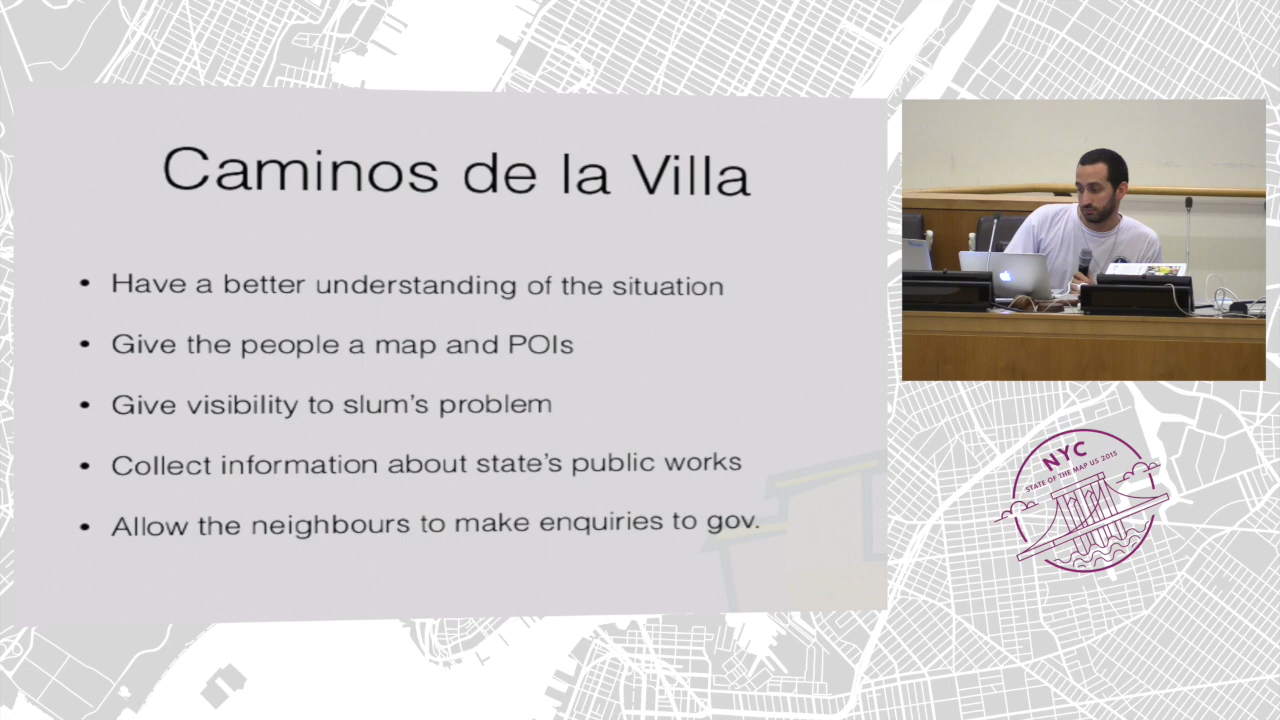 Caminos de la Villa
• Have a better understanding of the situation
• Give the people a map and POIs
• Give visibility to slum's problem
• Collect information about state's public works
• Allow the neighbours to make enquiries to gov.
NYC
STATE OF THE MAP US 2015